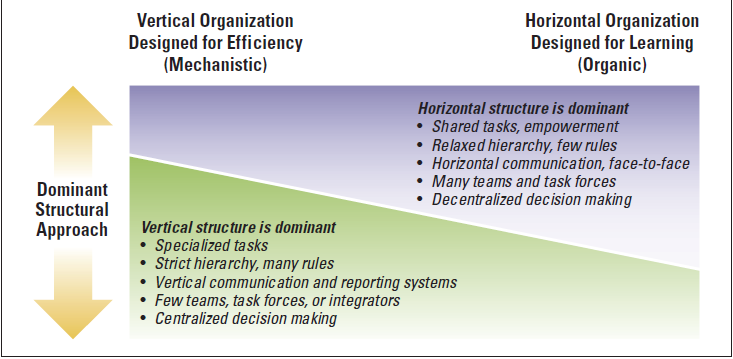 Vertical Organization
Designed for Efficiency
(Mechanistic)
Horizontal Organization
Designed for Learning
(Organic)
Dominant
Structural
Approach
Horizontal structure is dominant
• Shared tasks, empowerment
• Relaxed hierarchy, few rules
• Horizontal communication, face-to-face
• Many teams and task forces
• Decentralized decision making
Vertical structure is dominant
• Specialized tasks
• Strict hierarchy, many rules
• Vertical communication and reporting systems
• Few teams, task forces, or integrators
• Centralized decision making